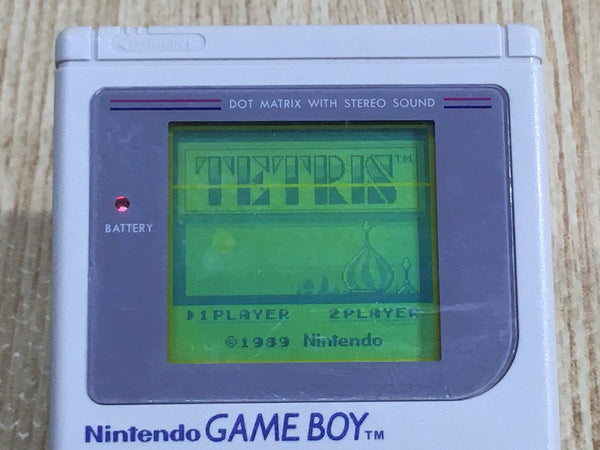 DOT MATRIX WITH STEREO SOUND
TETRIS™
BATTERY
▶1PLAYER 2PLAYER
©1989 Nintendo
Nintendo GAME BOY™